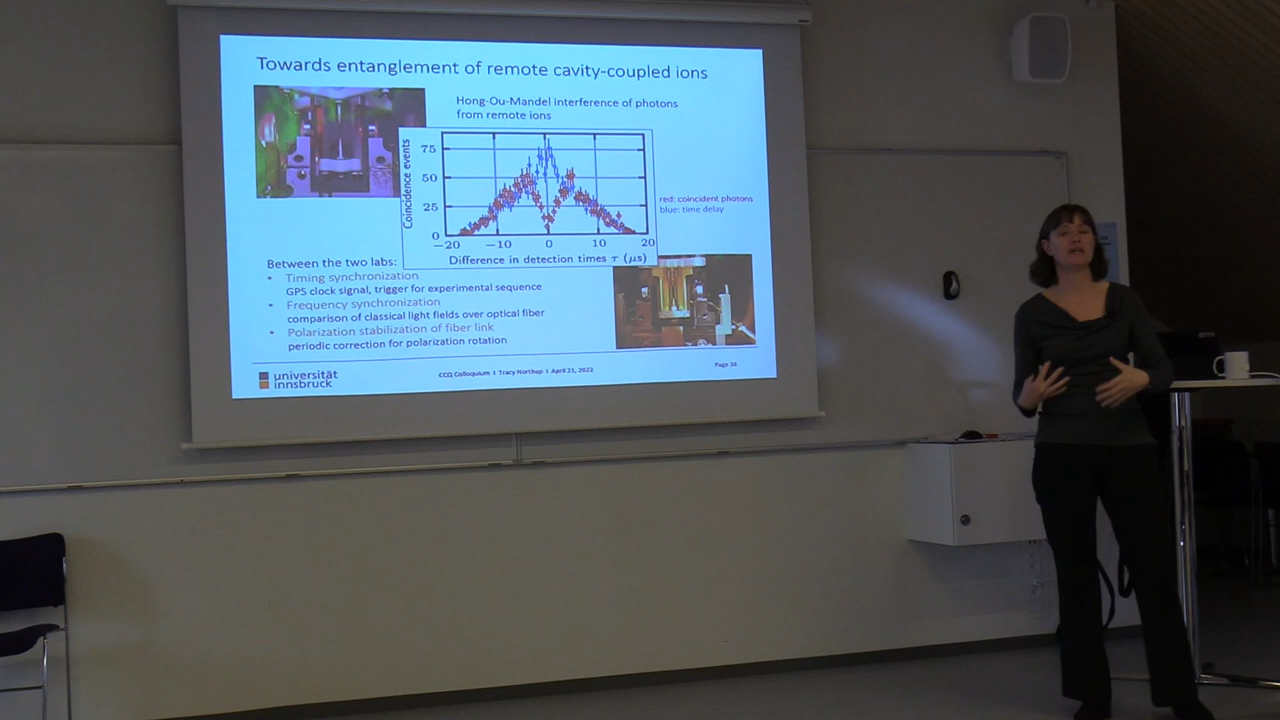 Towards entanglement of remote cavity-coupled ions
Hong-Ou-Mandel interference of photons
from remote ions
Coincidence events
75
50
25
0
−20
−10
0
10
20
Difference in detection times τ (μs)
red: coincident photons
blue: time delay
Between the two labs:
• Timing synchronization
GPS clock signal, trigger for experimental sequence
• Frequency synchronization
comparison of classical light fields over optical fiber
• Polarization stabilization of fiber link
periodic correction for polarization rotation
universität
innsbruck
CCQ Colloquium I Tracy Northup I April 21, 2022
Page 36